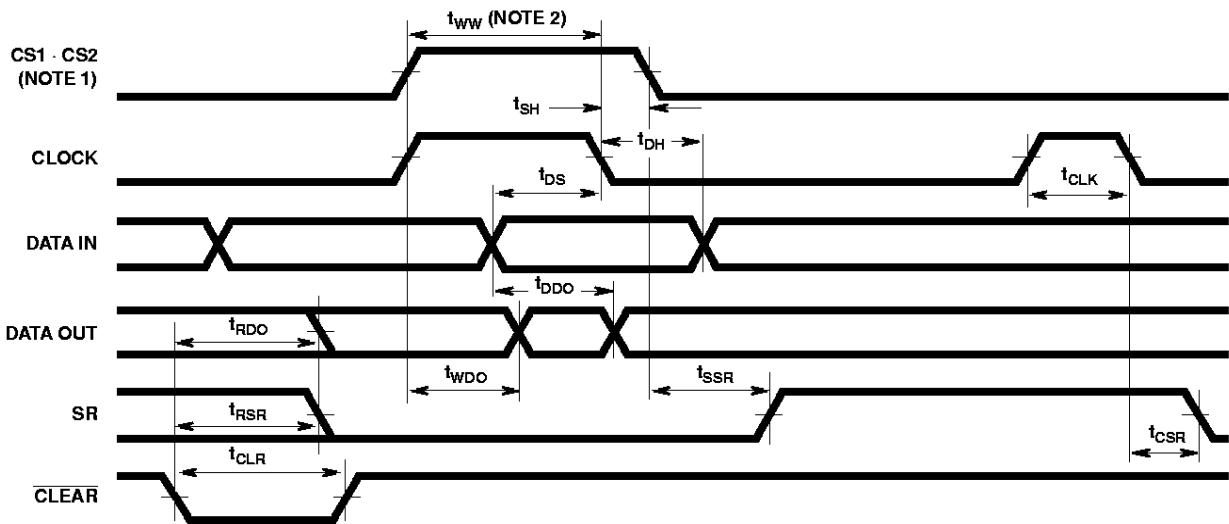 tWW (NOTE 2)
CS1 · CS2
(NOTE 1)
tSH
tDH
CLOCK
tDS
tCLK
DATA IN
tDDO
DATA OUT
tRDO
tWDO
tSSR
SR
tRSR
tCSR
tCLR
CLEAR